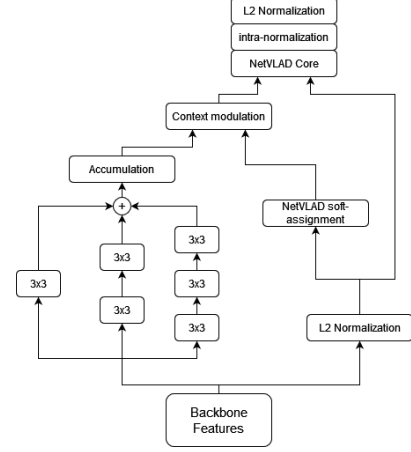 L2 Normalization
intra-normalization
NetVLAD Core
Context modulation
Accumulation
+
NetVLAD soft-
assignment
3x3
3x3
3x3
3x3
3x3
3x3
L2 Normalization
Backbone
Features